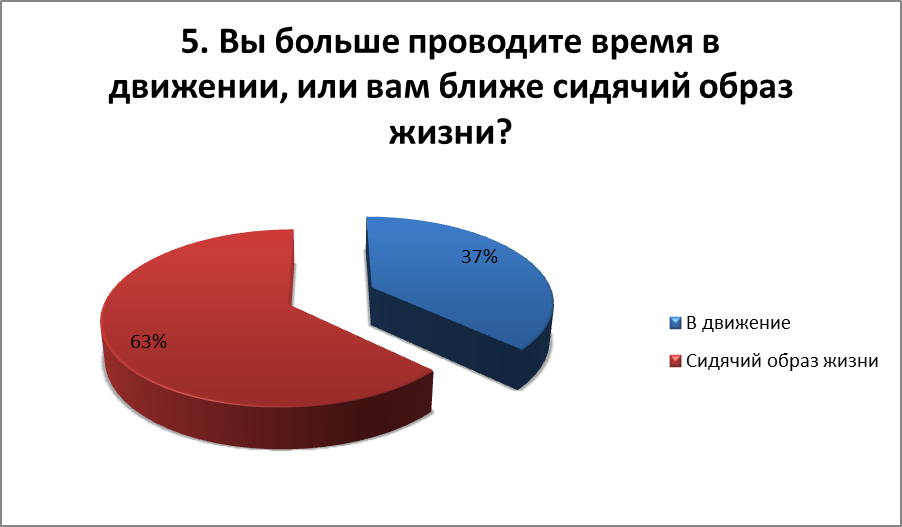 5. Вы больше проводите время в
движении, или вам ближе сидячий образ
жизни?
37%
63%
В движение
Сидячий образ жизни